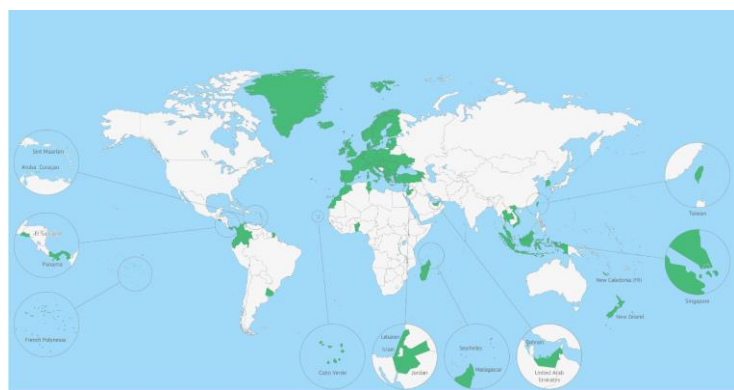 Sint Maarten
Aruba Curaçao
El Salvador
Panama
French Polynesia
Cabo Verde
Lebanon
Israel
Jordan
Seychelles
Madagascar
Bahrain
United Arab
Emirates
Taiwan
Singapore
New Caledonia (FR)
New Zealand